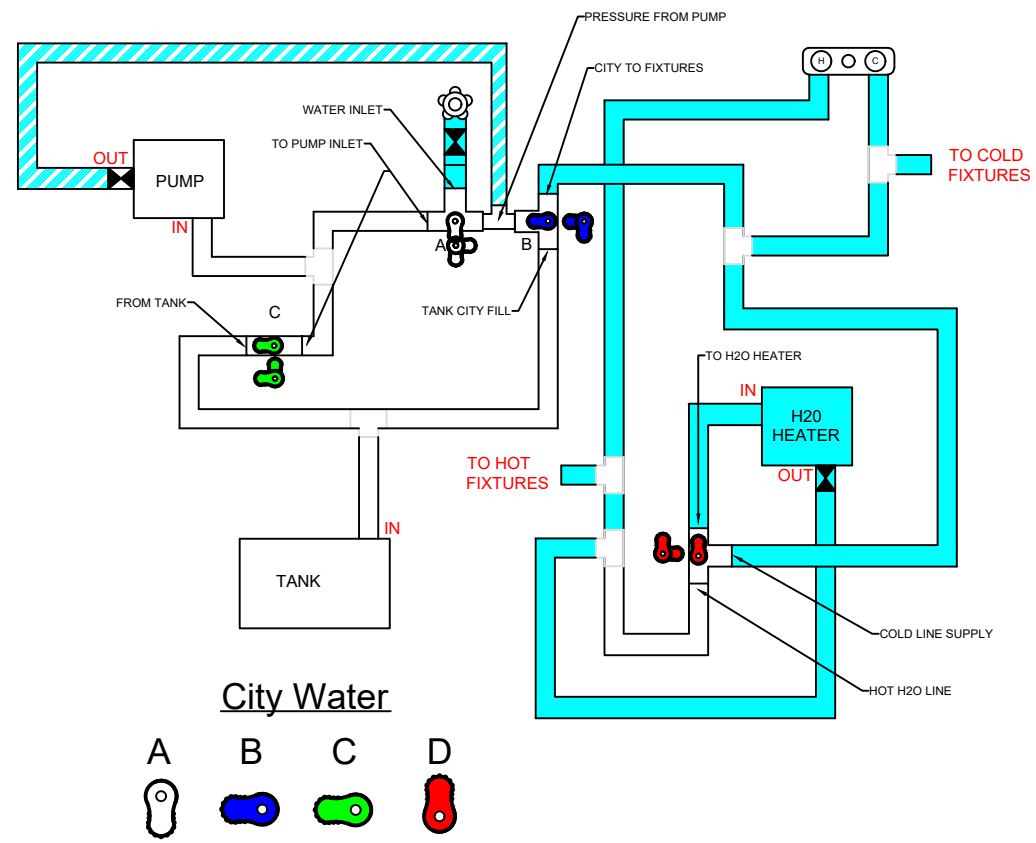 PRESSURE FROM PUMP
CITY TO FIXTURES
H
C
WATER INLET
TO PUMP INLET
OUT
PUMP
IN
TO COLD
FIXTURES
A
B
FROM TANK
C
TANK CITY FILL
TO H2O HEATER
IN
H20
HEATER
OUT
TO HOT
FIXTURES
IN
TANK
COLD LINE SUPPLY
HOT H2O LINE
City Water
A B C D